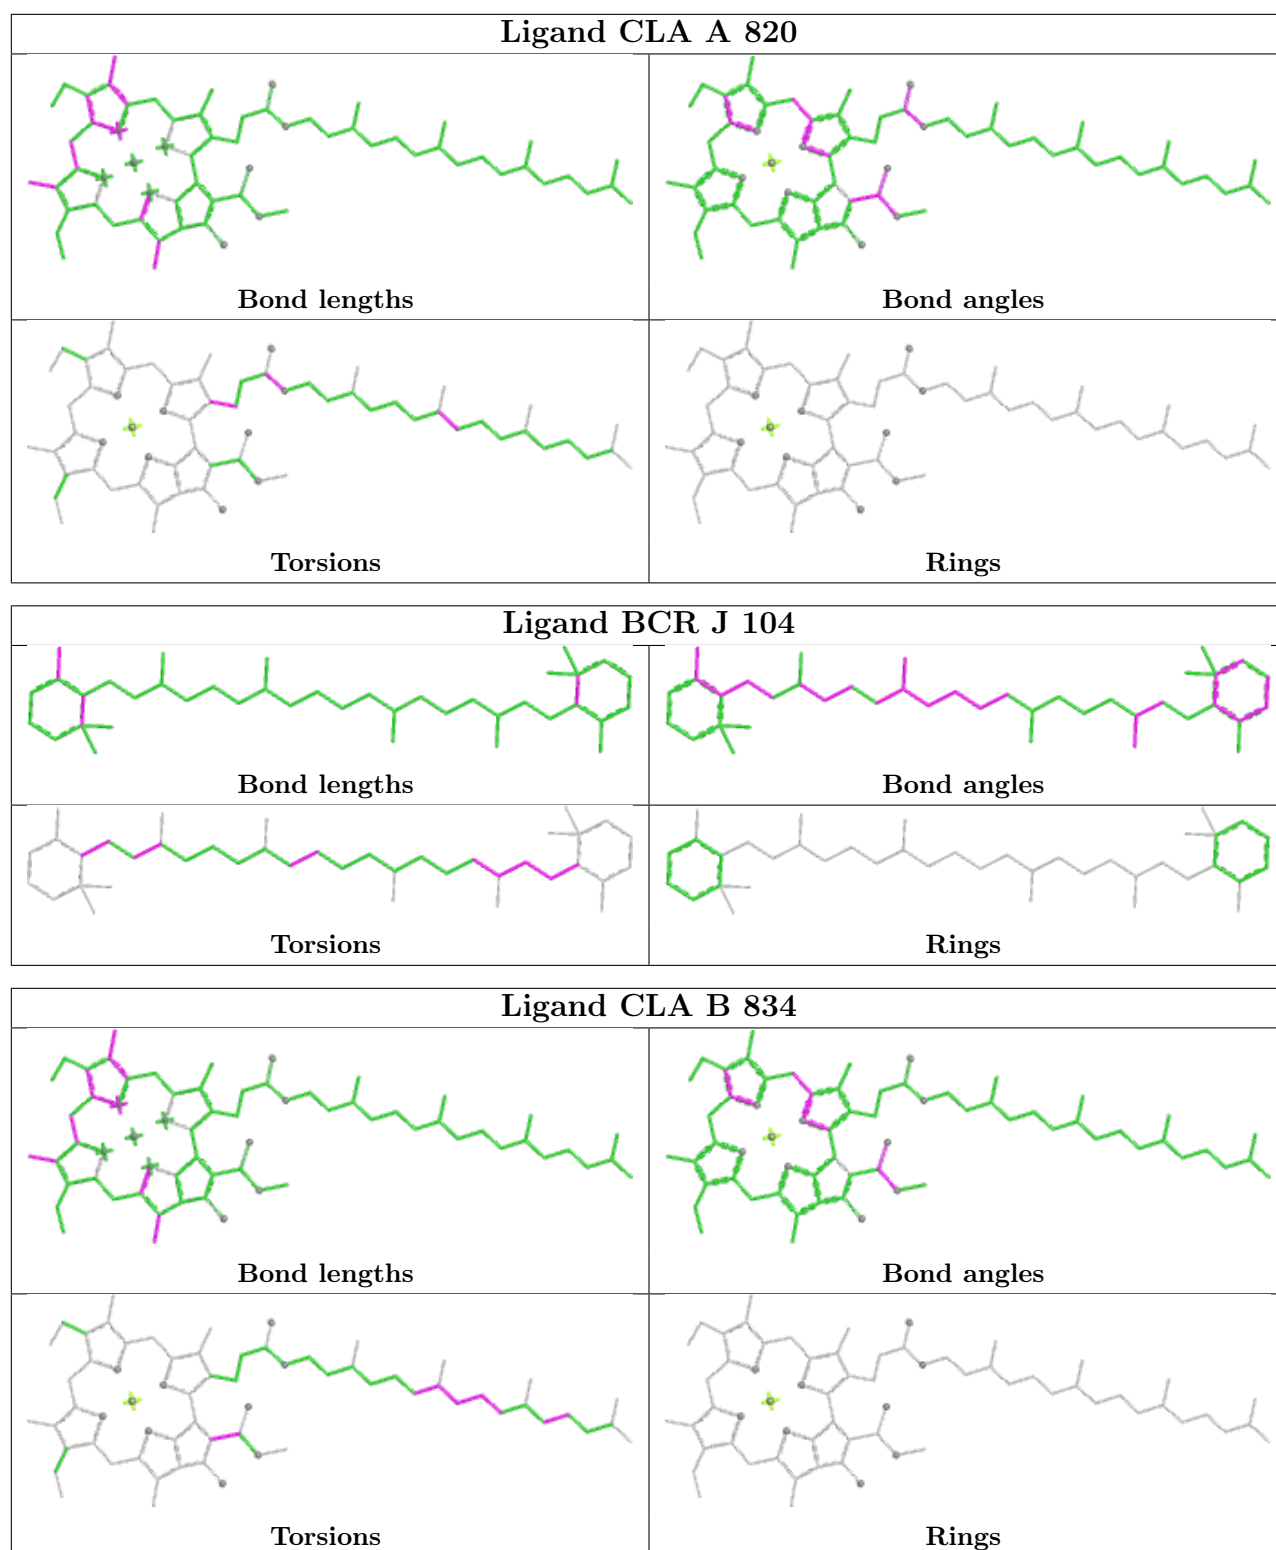 Ligand CLA A 820
Bond lengths
Bond angles
Torsions
Rings
Ligand BCR J 104
Bond lengths
Bond angles
Torsions
Rings
Ligand CLA B 834
Bond lengths
Bond angles
Torsions
Rings